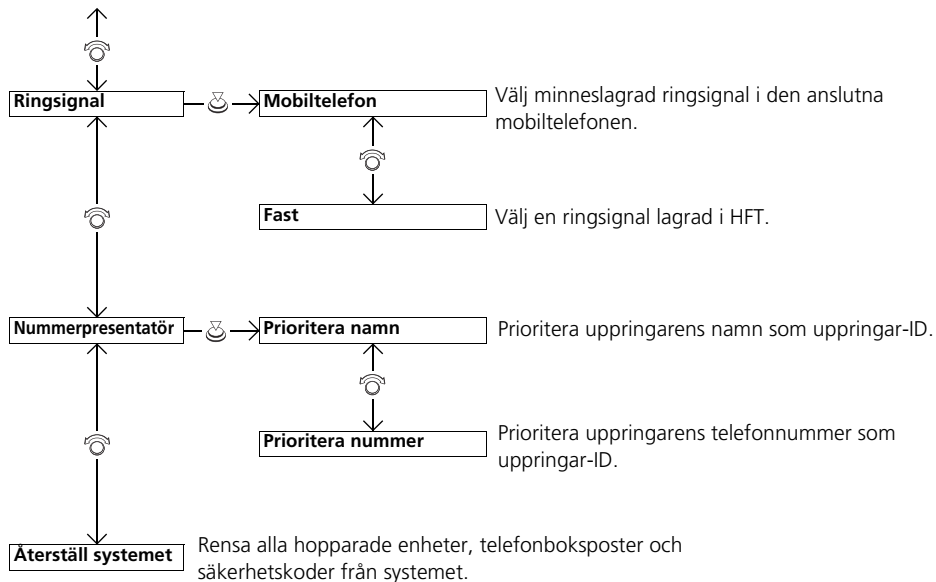 Ringsignal
Mobiltelefon
Välj minneslagrad ringsignal i den anslutna
mobiltelefonen.
Fast
Välj en ringsignal lagrad i HFT.
Nummerpresentatör
Prioritera namn
Prioritera uppringarens namn som uppringar-ID.
Prioritera nummer
Prioritera uppringarens telefonnummer som
uppringar-ID.
Återställ systemet
Rensa alla hopparade enheter, telefonboksposter och
säkerhetskoder från systemet.